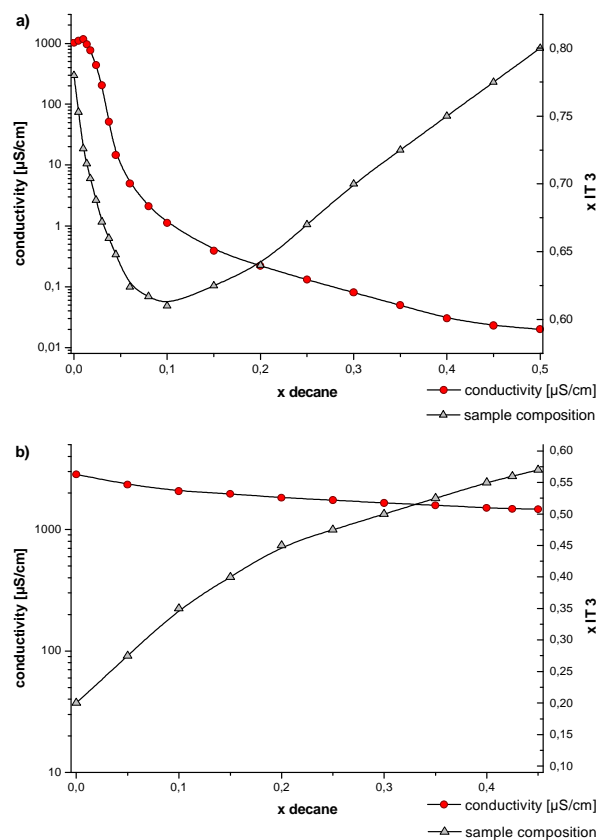 a)
1000
100
10
1
0,1
0,01
conductivity [µS/cm]
0,80
0,75
0,70
0,65
0,60
x IT 3
0,0 0,1 0,2 0,3 0,4 0,5
x decane
conductivity [µS/cm]
sample composition
b)
1000
100
10
conductivity [µS/cm]
0,60
0,55
0,50
0,45
0,40
0,35
0,30
0,25
0,20
0,15
0,10
x IT 3
0,0 0,1 0,2 0,3 0,4
x decane
conductivity [µS/cm]
sample composition